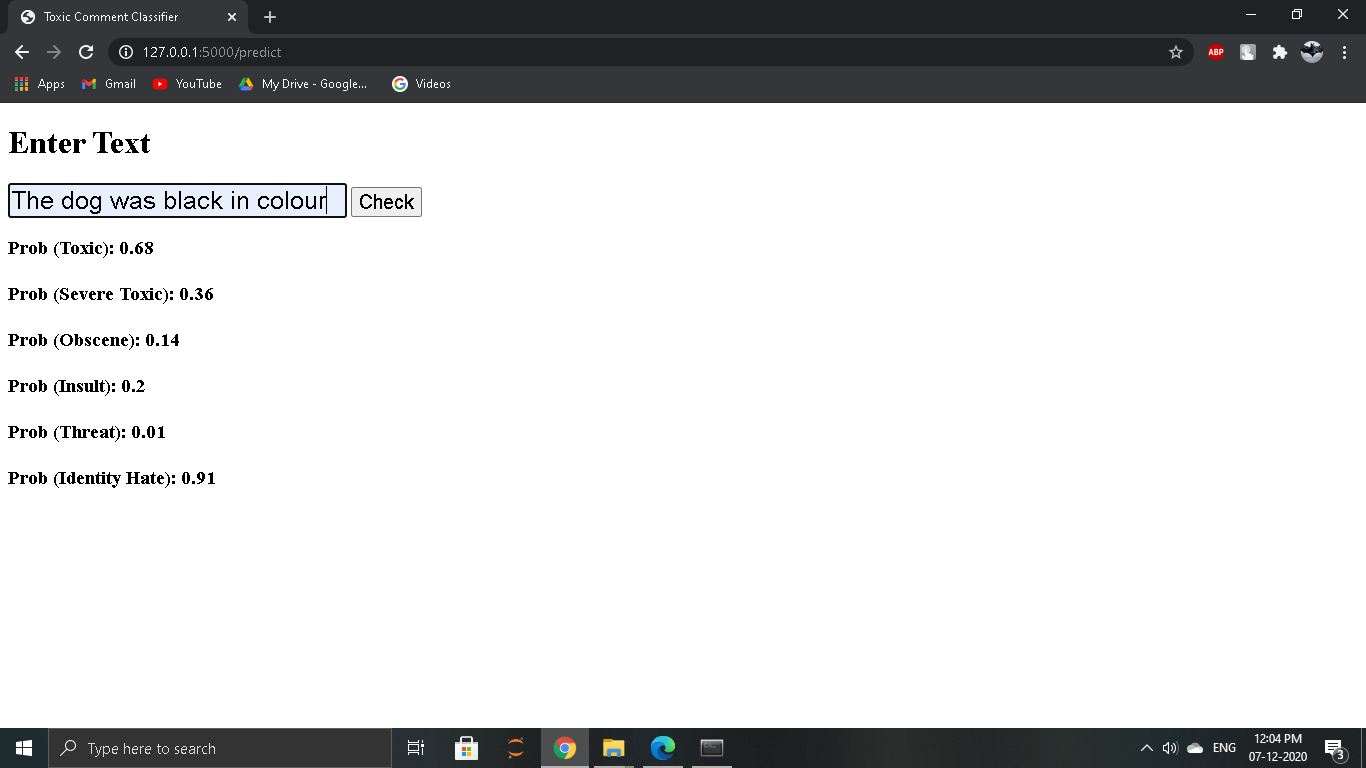 Toxic Comment Classifier
127.0.0.1:5000/predict
ABP
Apps Gmail YouTube My Drive - Google... Videos
Enter Text
The dog was black in colour Check
Prob (Toxic): 0.68
Prob (Severe Toxic): 0.36
Prob (Obscene): 0.14
Prob (Insult): 0.2
Prob (Threat): 0.01
Prob (Identity Hate): 0.91
Type here to search
ENG
12:04 PM
07-12-2020
3